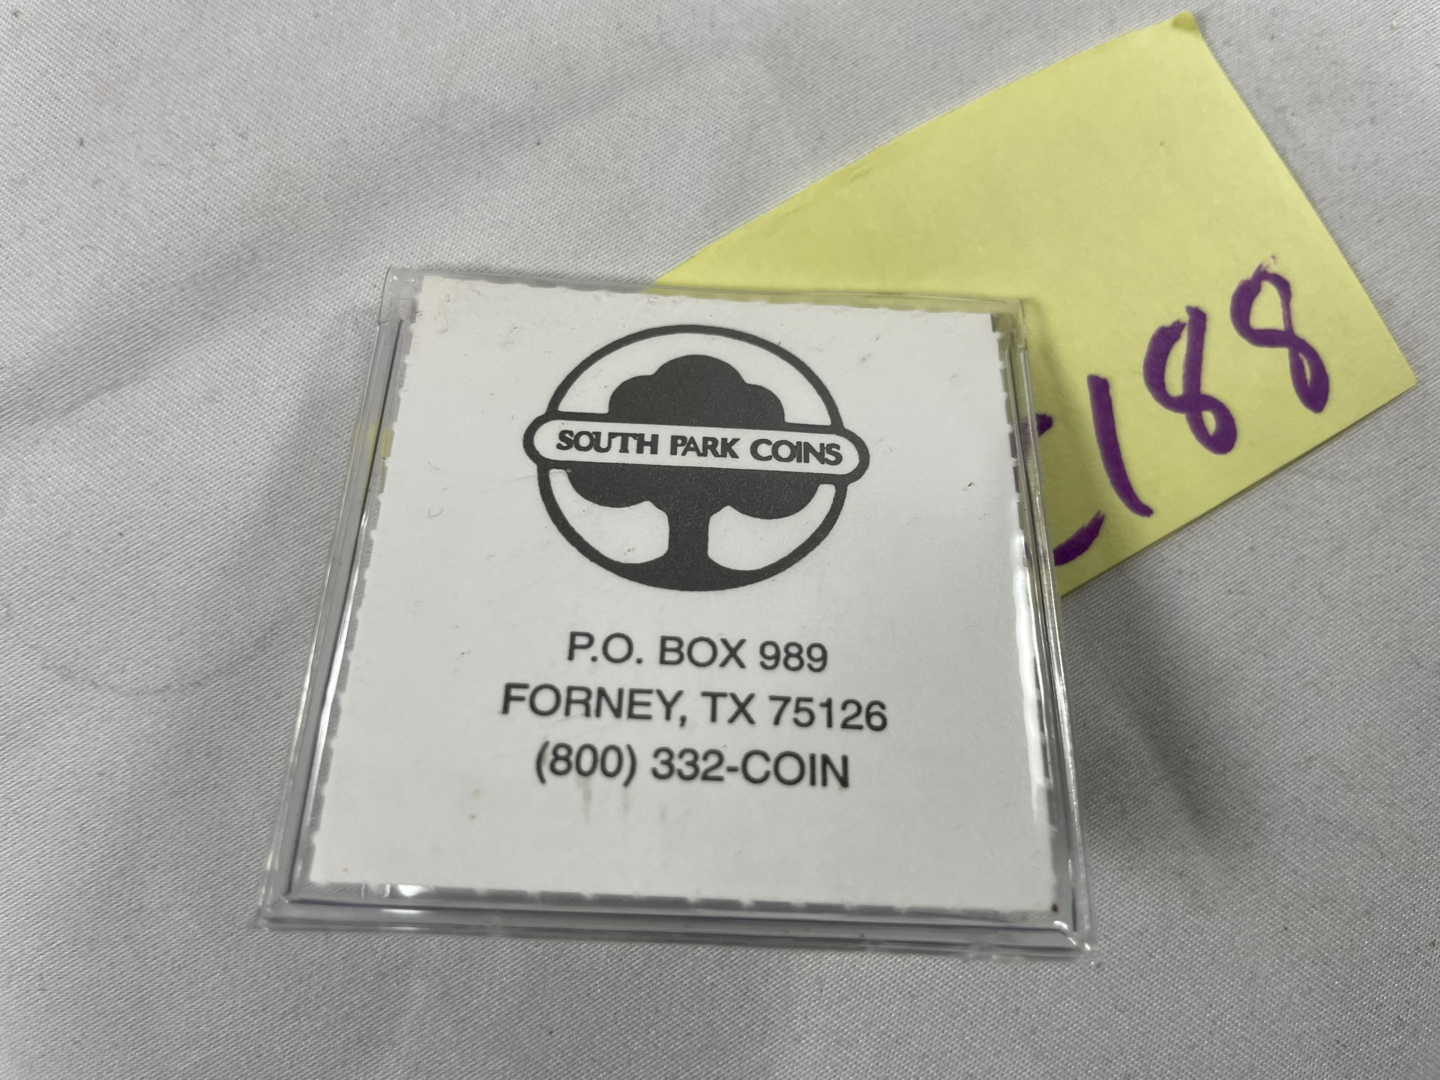 SOUTH PARK COINS
P.O. BOX 989
FORNEY, TX 75126
(800) 332-COIN
188